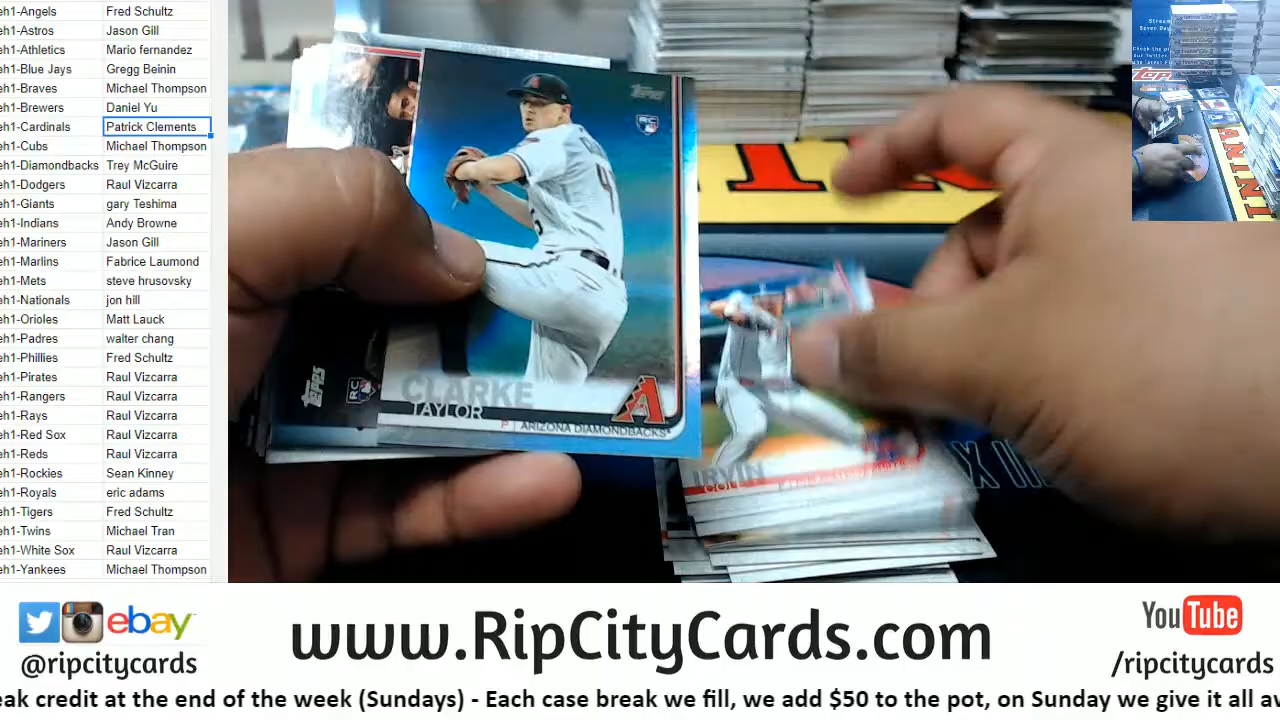 eh1-Angels Fred Schultz
eh1-Astros Jason Gill
eh1-Athletics Mario fernandez
eh1-Blue Jays Gregg Beinin
eh1-Braves Michael Thompson
eh1-Brewers Daniel Yu
eh1-Cardinals Patrick Clements
eh1-Cubs Michael Thompson
eh1-Diamondbacks Trey McGuire
eh1-Dodgers Raul Vizcarra
eh1-Giants gary Teshima
eh1-Indians Andy Browne
eh1-Mariners Jason Gill
eh1-Marlins Fabrice Laumond
eh1-Mets steve hrusovsky
eh1-Nationals jon hill
eh1-Orioles Matt Lauck
eh1-Padres walter chang
eh1-Phillies Fred Schultz
eh1-Pirates Raul Vizcarra
eh1-Rangers Raul Vizcarra
eh1-Rays Raul Vizcarra
eh1-Red Sox Raul Vizcarra
eh1-Reds Raul Vizcarra
eh1-Rockies Sean Kinney
eh1-Royals eric adams
eh1-Tigers Fred Schultz
eh1-Twins Michael Tran
eh1-White Sox Raul Vizcarra
eh1-Yankees Michael Thompson
Topps
RC
CLARKE
TAYLOR
P | ARIZONA DIAMONDBACKS
Topps
RC
IRVIN
COLE
ebay
@ripcitycards
www.RipCityCards.com
YouTube
/ripcitycards
eak credit at the end of the week (Sundays) - Each case break we fill, we add $50 to the pot, on Sunday we give it all av